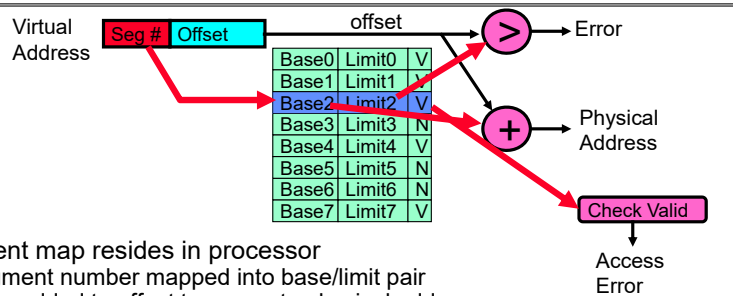 Virtual Address
Seg # Offset
offset
>
Error
Base0 Limit0 V
Base1 Limit1 V
Base2 Limit2 V
Base3 Limit3 N
Base4 Limit4 V
Base5 Limit5 N
Base6 Limit6 N
Base7 Limit7 V
+
Physical Address
Check Valid
Access Error
ent map resides in processor
ment number mapped into base/limit pair